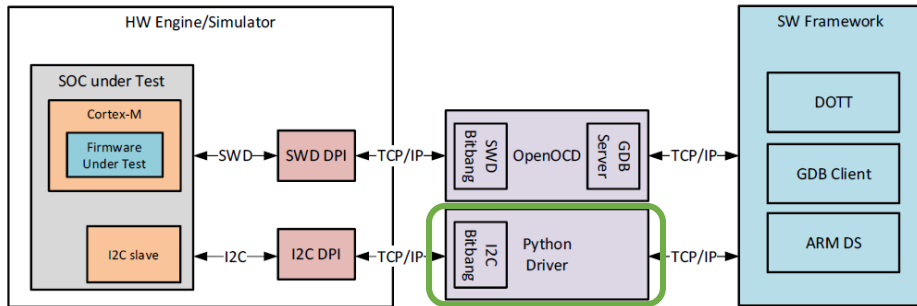 HW Engine/Simulator
SW Framework
SOC under Test
Cortex-M
Firmware
Under Test
SWD
SWD DPI
TCP/IP
SWD
Bitbang
OpenOCD
GDB
Server
TCP/IP
DOTT
GDB Client
ARM DS
I2C slave
I2C
I2C DPI
TCP/IP
I2C
Bitbang
Python
Driver
TCP/IP